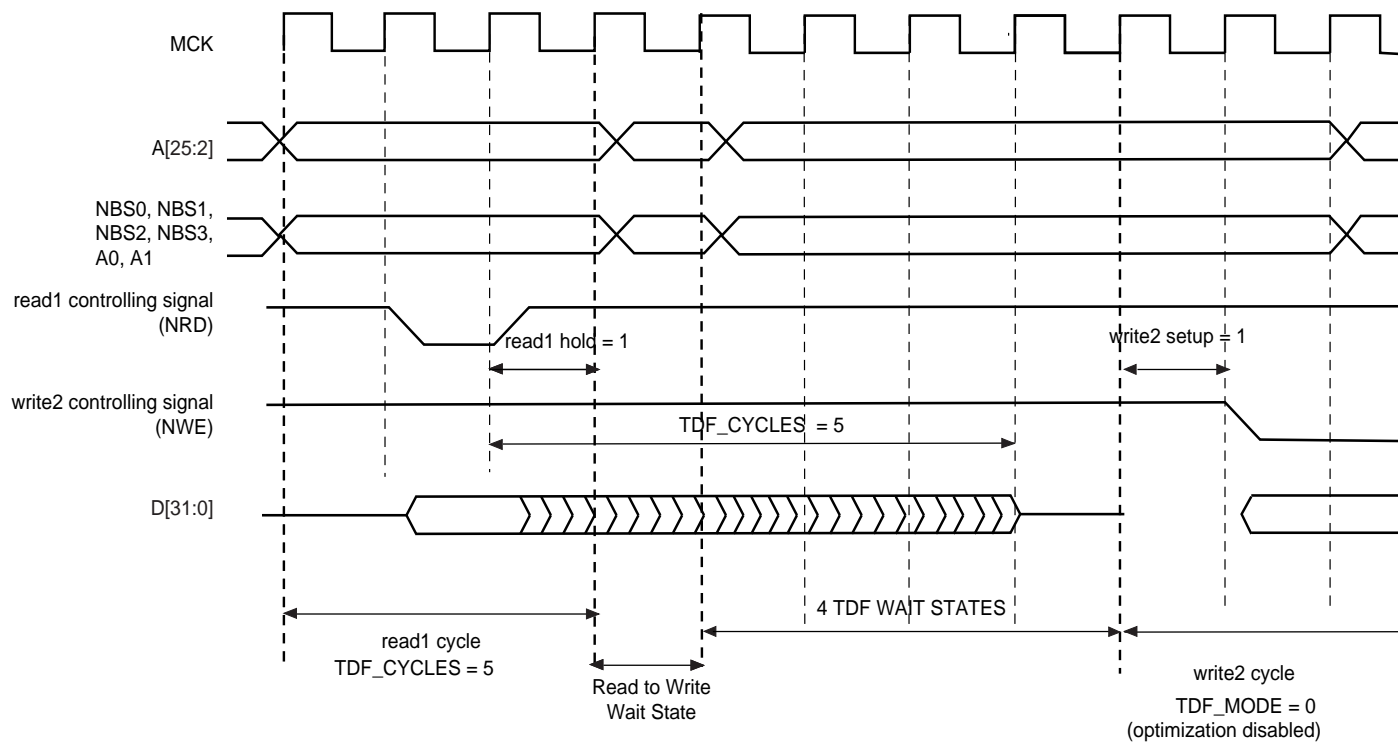 MCK
A[25:2]
NBS0, NBS1,
NBS2, NBS3,
A0, A1
read1 controlling signal
(NRD)
read1 hold = 1
write2 setup = 1
write2 controlling signal
(NWE)
TDF_CYCLES = 5
D[31:0]
4 TDF WAIT STATES
read1 cycle
TDF_CYCLES = 5
Read to Write
Wait State
write2 cycle
TDF_MODE = 0
(optimization disabled)